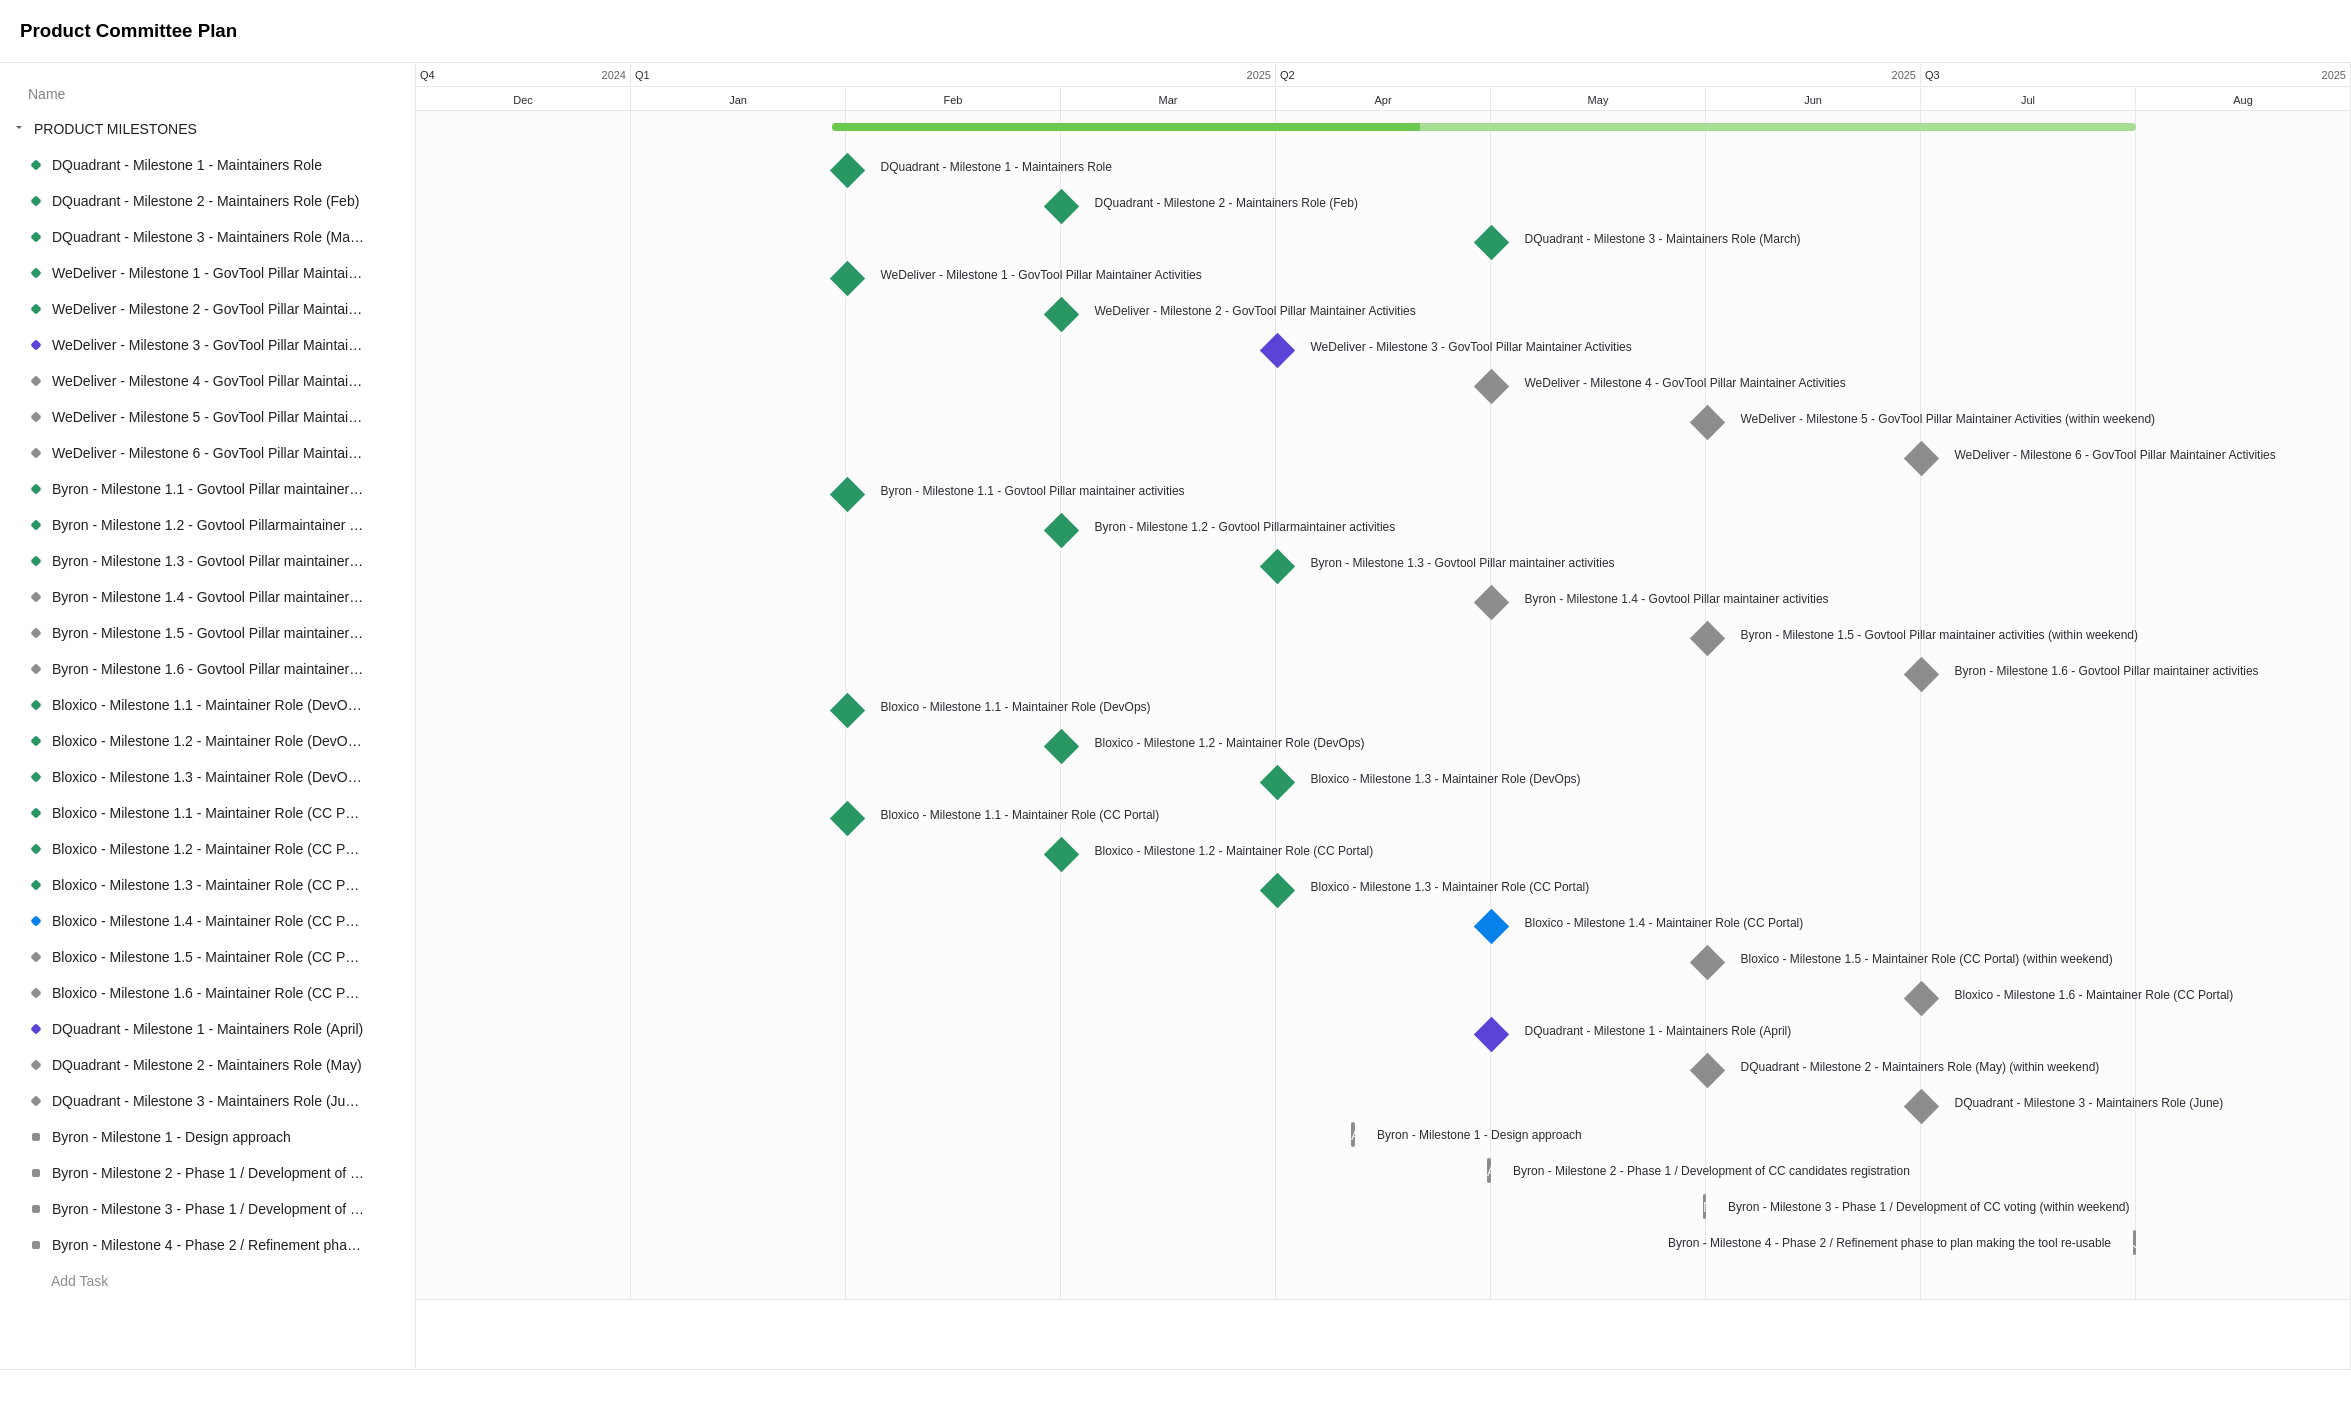 Product Committee Plan
Q4 2024 Q1 2025 Q2 2025 Q3 2025
Name
Dec Jan Feb Mar Apr May Jun Jul Aug
PRODUCT MILESTONES
DQuadrant - Milestone 1 - Maintainers Role DQuadrant - Milestone 1 - Maintainers Role
DQuadrant - Milestone 2 - Maintainers Role (Feb) DQuadrant - Milestone 2 - Maintainers Role (Feb)
DQuadrant - Milestone 3 - Maintainers Role (Ma… DQuadrant - Milestone 3 - Maintainers Role (March)
WeDeliver - Milestone 1 - GovTool Pillar Maintai… WeDeliver - Milestone 1 - GovTool Pillar Maintainer Activities
WeDeliver - Milestone 2 - GovTool Pillar Maintai… WeDeliver - Milestone 2 - GovTool Pillar Maintainer Activities
WeDeliver - Milestone 3 - GovTool Pillar Maintai… WeDeliver - Milestone 3 - GovTool Pillar Maintainer Activities
WeDeliver - Milestone 4 - GovTool Pillar Maintai… WeDeliver - Milestone 4 - GovTool Pillar Maintainer Activities
WeDeliver - Milestone 5 - GovTool Pillar Maintai… WeDeliver - Milestone 5 - GovTool Pillar Maintainer Activities (within weekend)
WeDeliver - Milestone 6 - GovTool Pillar Maintai… WeDeliver - Milestone 6 - GovTool Pillar Maintainer Activities
Byron - Milestone 1.1 - Govtool Pillar maintainer… Byron - Milestone 1.1 - Govtool Pillar maintainer activities
Byron - Milestone 1.2 - Govtool Pillarmaintainer … Byron - Milestone 1.2 - Govtool Pillarmaintainer activities
Byron - Milestone 1.3 - Govtool Pillar maintainer… Byron - Milestone 1.3 - Govtool Pillar maintainer activities
Byron - Milestone 1.4 - Govtool Pillar maintainer… Byron - Milestone 1.4 - Govtool Pillar maintainer activities
Byron - Milestone 1.5 - Govtool Pillar maintainer… Byron - Milestone 1.5 - Govtool Pillar maintainer activities (within weekend)
Byron - Milestone 1.6 - Govtool Pillar maintainer… Byron - Milestone 1.6 - Govtool Pillar maintainer activities
Bloxico - Milestone 1.1 - Maintainer Role (DevO… Bloxico - Milestone 1.1 - Maintainer Role (DevOps)
Bloxico - Milestone 1.2 - Maintainer Role (DevO… Bloxico - Milestone 1.2 - Maintainer Role (DevOps)
Bloxico - Milestone 1.3 - Maintainer Role (DevO… Bloxico - Milestone 1.3 - Maintainer Role (DevOps)
Bloxico - Milestone 1.1 - Maintainer Role (CC P… Bloxico - Milestone 1.1 - Maintainer Role (CC Portal)
Bloxico - Milestone 1.2 - Maintainer Role (CC P… Bloxico - Milestone 1.2 - Maintainer Role (CC Portal)
Bloxico - Milestone 1.3 - Maintainer Role (CC P… Bloxico - Milestone 1.3 - Maintainer Role (CC Portal)
Bloxico - Milestone 1.4 - Maintainer Role (CC P… Bloxico - Milestone 1.4 - Maintainer Role (CC Portal)
Bloxico - Milestone 1.5 - Maintainer Role (CC P… Bloxico - Milestone 1.5 - Maintainer Role (CC Portal) (within weekend)
Bloxico - Milestone 1.6 - Maintainer Role (CC P… Bloxico - Milestone 1.6 - Maintainer Role (CC Portal)
DQuadrant - Milestone 1 - Maintainers Role (April) DQuadrant - Milestone 1 - Maintainers Role (April)
DQuadrant - Milestone 2 - Maintainers Role (May) DQuadrant - Milestone 2 - Maintainers Role (May) (within weekend)
DQuadrant - Milestone 3 - Maintainers Role (Ju… DQuadrant - Milestone 3 - Maintainers Role (June)
Byron - Milestone 1 - Design approach Byron - Milestone 1 - Design approach
Byron - Milestone 2 - Phase 1 / Development of … Byron - Milestone 2 - Phase 1 / Development of CC candidates registration
Byron - Milestone 3 - Phase 1 / Development of … Byron - Milestone 3 - Phase 1 / Development of CC voting (within weekend)
Byron - Milestone 4 - Phase 2 / Refinement pha… Byron - Milestone 4 - Phase 2 / Refinement phase to plan making the tool re-usable
Add Task